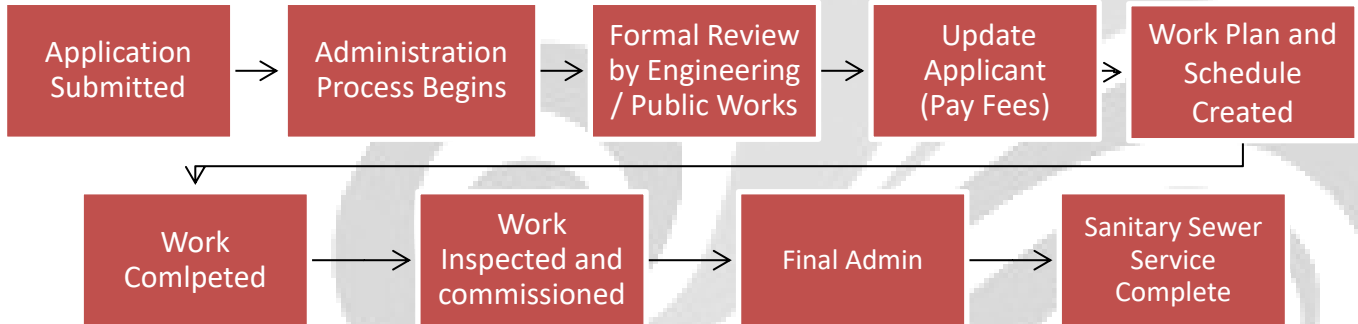 Application
Submitted
Administration
Process Begins
Formal Review
by Engineering
/ Public Works
Update
Applicant
(Pay Fees)
Work Plan and
Schedule
Created
Work
Comlpeted
Work
Inspected and
commissioned
Final Admin
Sanitary Sewer
Service
Complete